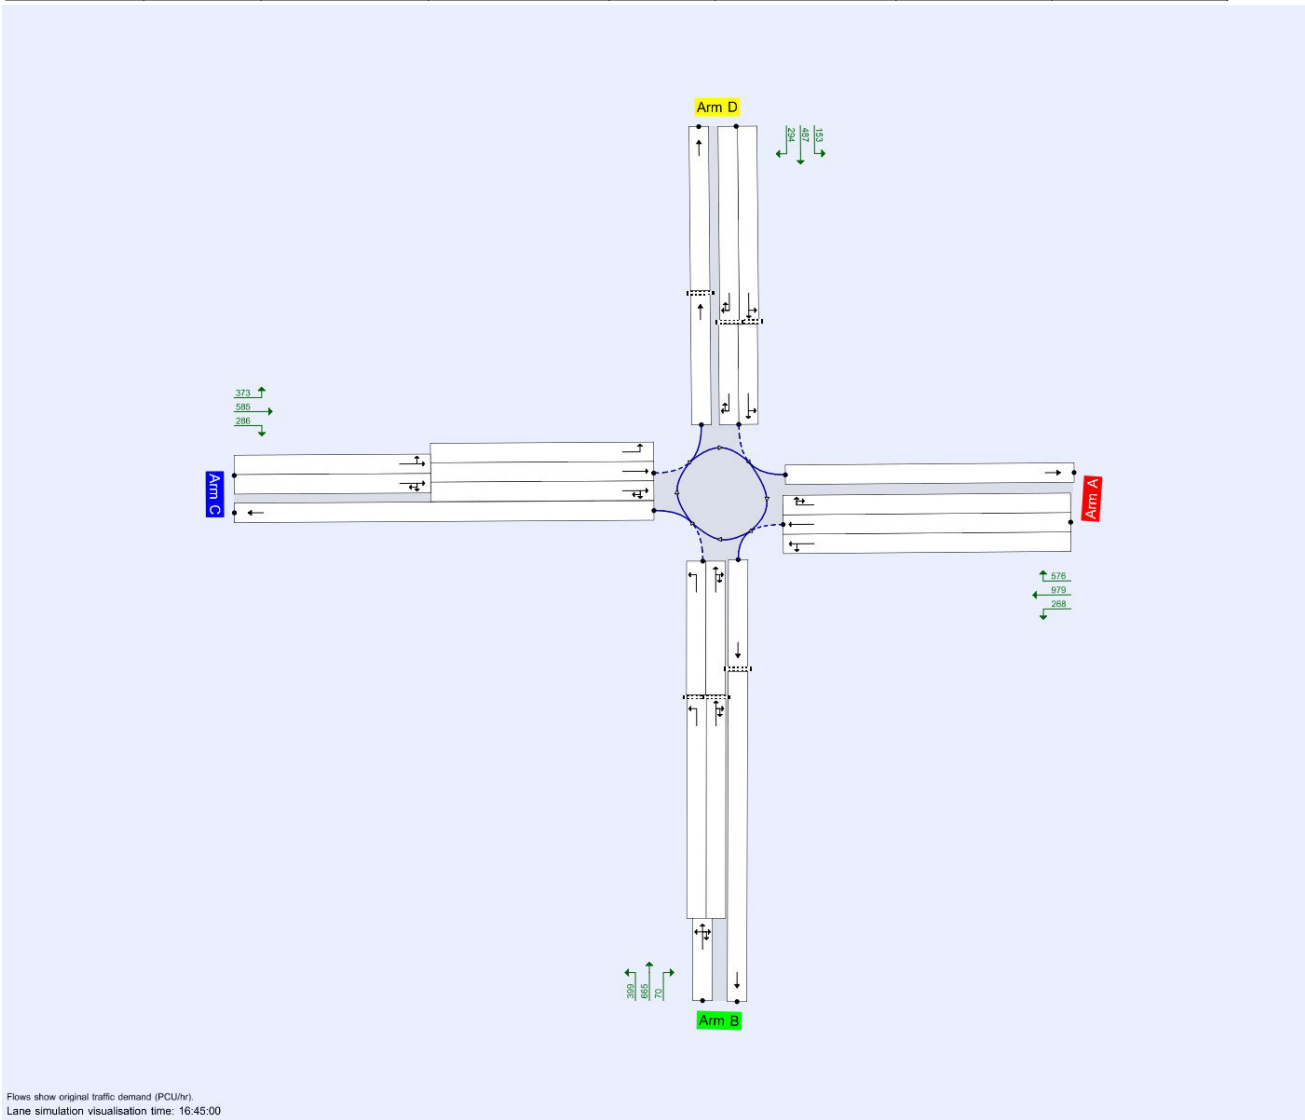 Arm D
294
487
153
373
585
286
Arm C
Arm A
576
979
268
399
665
70
Arm B
Flows show original traffic demand (PCU/hr).
Lane simulation visualisation time: 16:45:00